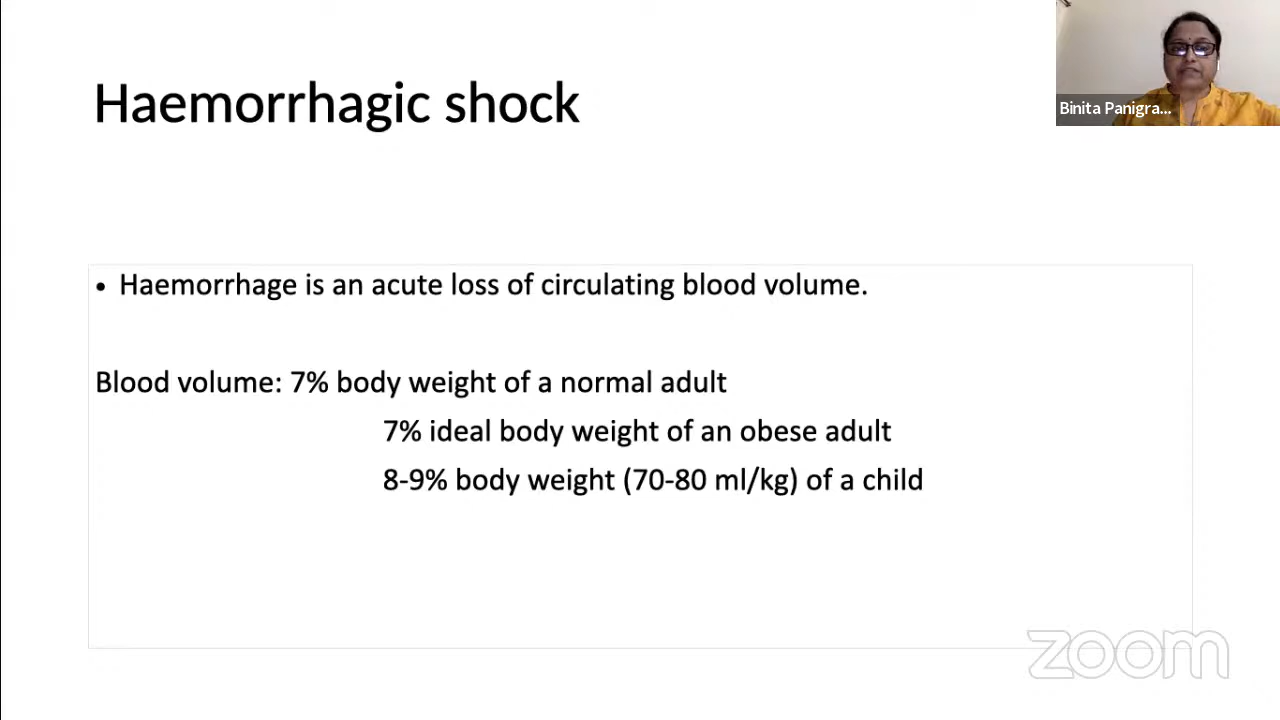 Haemorrhagic shock
Binita Panigra...
• Haemorrhage is an acute loss of circulating blood volume.
Blood volume: 7% body weight of a normal adult
7% ideal body weight of an obese adult
8-9% body weight (70-80 ml/kg) of a child
zoom